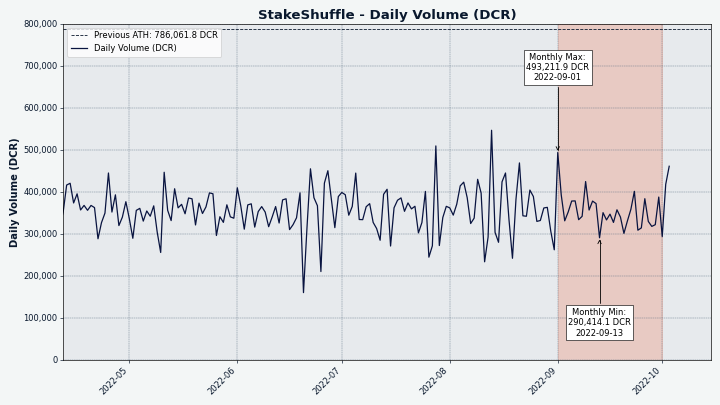 StakeShuffle - Daily Volume (DCR)
Daily Volume (DCR)
800,000
700,000
600,000
500,000
400,000
300,000
200,000
100,000
0
Previous ATH: 786,061.8 DCR
Daily Volume (DCR)
Monthly Max:
493,211.9 DCR
2022-09-01
Monthly Min:
290,414.1 DCR
2022-09-13
2022-05
2022-06
2022-07
2022-08
2022-09
2022-10